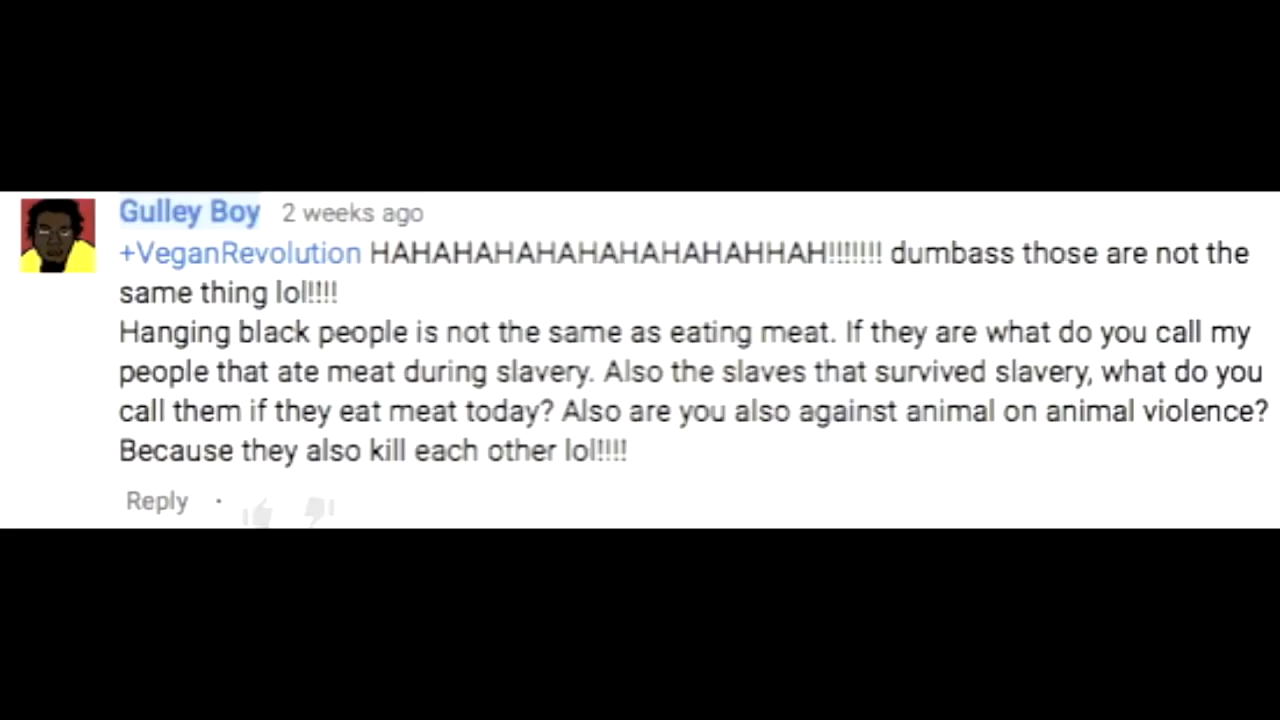 Gulley Boy 2 weeks ago
+VeganRevolution HAHAHAHAHAHAHAHAHAHAHHAH!!!!!!!! dumbass those are not the
same thing lol!!!!
Hanging black people is not the same as eating meat. If they are what do you call my
people that ate meat during slavery. Also the slaves that survived slavery, what do you
call them if they eat meat today? Also are you also against animal on animal violence?
Because they also kill each other lol!!!!
Reply ·